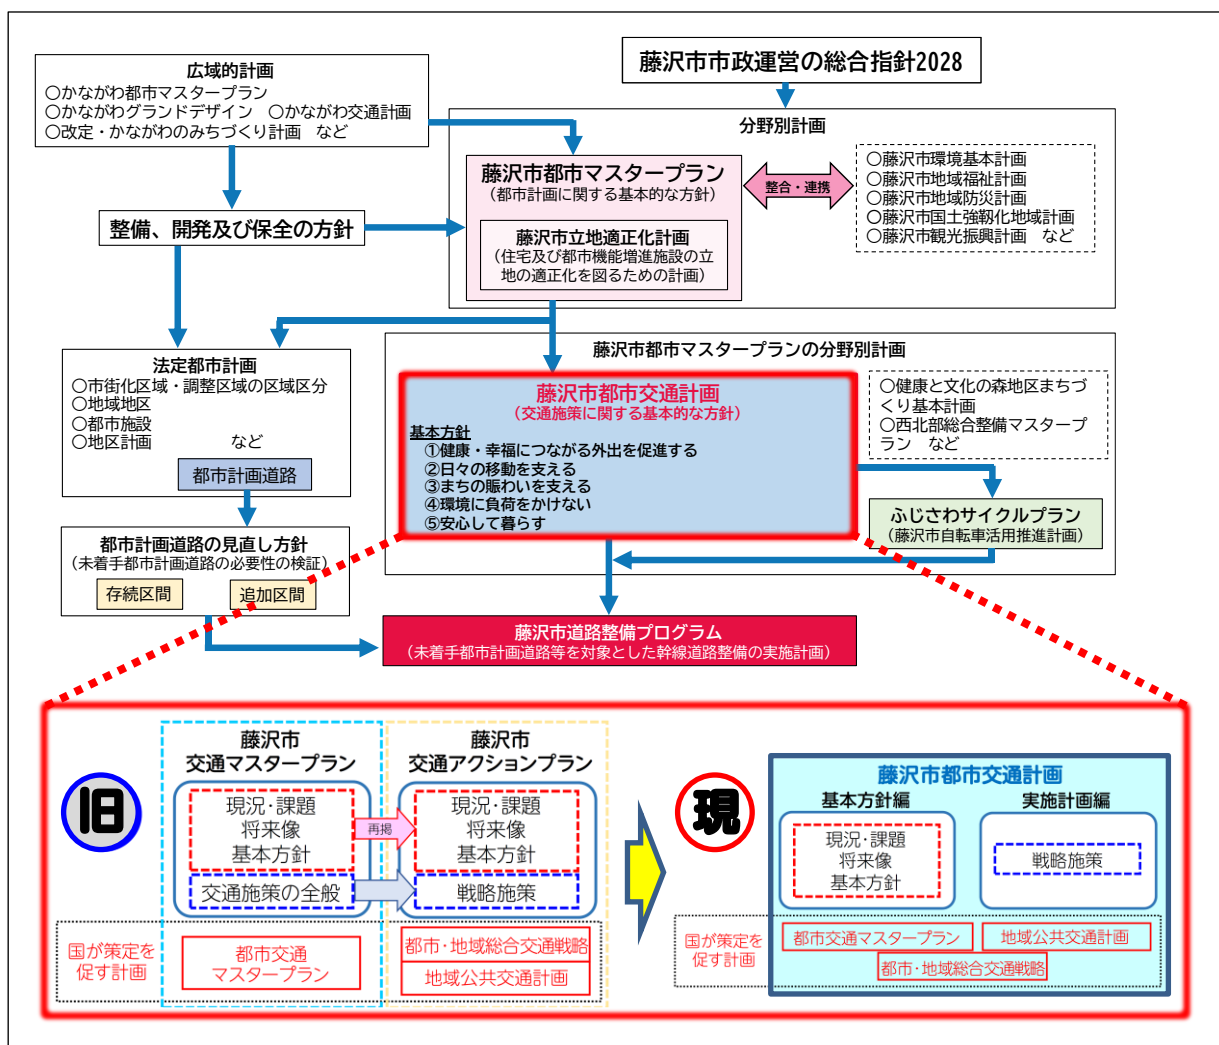 藤沢市市政運営の総合指針2028
広域的計画
○かながわ都市マスタープラン
○かながわグランドデザイン　○かながわ交通計画
○改定・かながわのみちづくり計画　など
分野別計画
藤沢市都市マスタープラン
（都市計画に関する基本的な方針）
藤沢市立地適正化計画
（住宅及び都市機能増進施設の立
地の適正化を図るための計画）
整合・連携
○藤沢市環境基本計画
○藤沢市地域福祉計画
○藤沢市地域防災計画
○藤沢市国土強靱化地域計画
○藤沢市観光振興計画　など
整備、開発及び保全の方針
法定都市計画
○市街化区域・調整区域の区域区分
○地域地区
○都市施設
○地区計画　　　　など
都市計画道路
藤沢市都市マスタープランの分野別計画
藤沢市都市交通計画
（交通施策に関する基本的な方針）
基本方針
①健康・幸福につながる外出を促進する
②日々の移動を支える
③まちの賑わいを支える
④環境に負荷をかけない
⑤安心して暮らす
○健康と文化の森地区まちづ
くり基本計画
○西北部総合整備マスタープ
ラン　など
ふじさわサイクルプラン
（藤沢市自転車活用推進計画）
都市計画道路の見直し方針
（未着手都市計画道路の必要性の検証）
存続区間
追加区間
藤沢市道路整備プログラム
（未着手都市計画道路等を対象とした幹線道路整備の実施計画）
旧
藤沢市
交通マスタープラン
現況・課題
将来像
基本方針
交通施策の全般
再掲
藤沢市
交通アクションプラン
現況・課題
将来像
基本方針
戦略施策
国が策定を
促す計画
都市交通
マスタープラン
都市・地域総合交通戦略
地域公共交通計画
現
藤沢市都市交通計画
基本方針編
現況・課題
将来像
基本方針
実施計画編
戦略施策
国が策定を
促す計画
都市交通マスタープラン
地域公共交通計画
都市・地域総合交通戦略